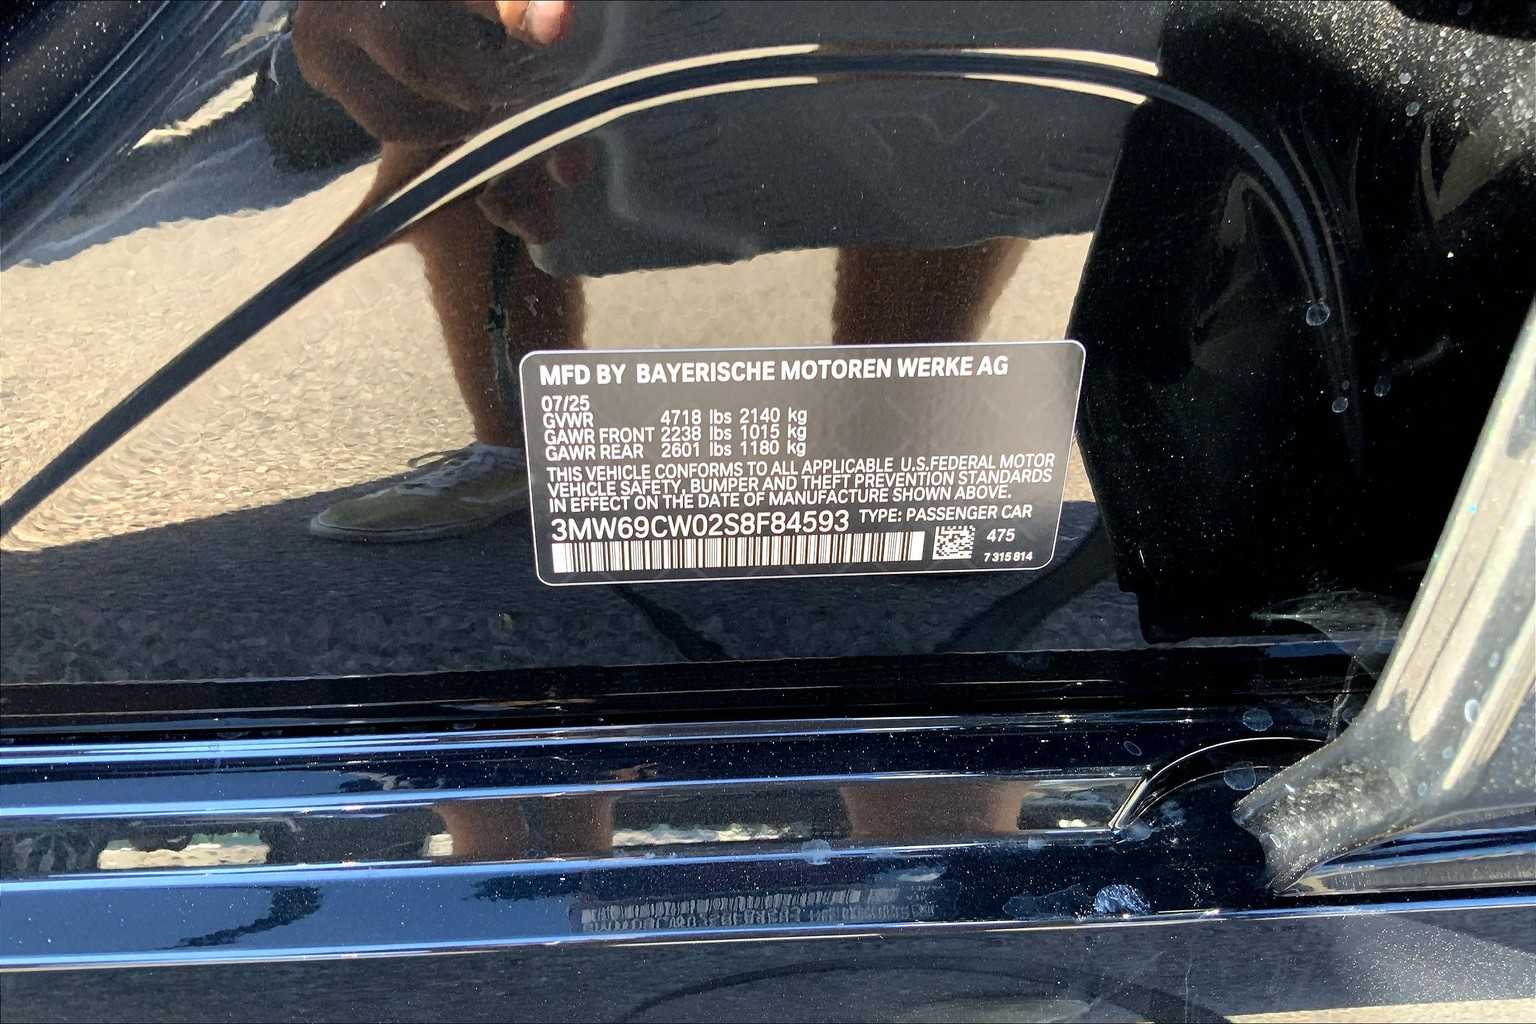 MFD BY BAYERISCHE MOTOREN WERKE AG
07/25
GVWR 4718 lbs 2140 kg
GAWR FRONT 2238 lbs 1015 kg
GAWR REAR 2601 lbs 1180 kg
THIS VEHICLE CONFORMS TO ALL APPLICABLE U.S.FEDERAL MOTOR
VEHICLE SAFETY, BUMPER AND THEFT PREVENTION STANDARDS
IN EFFECT ON THE DATE OF MANUFACTURE SHOWN ABOVE.
3MW69CW02S8F84593 TYPE: PASSENGER CAR
475
7 315 814